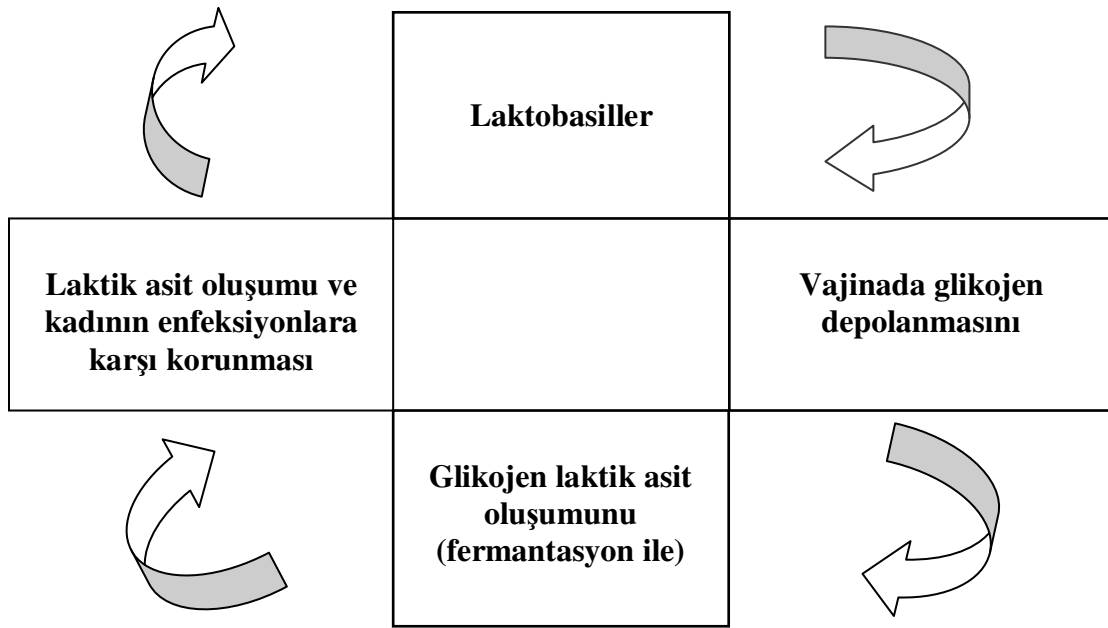 Laktobasiller
Laktik asit oluşumu ve
kadının enfeksiyonlara
karşı korunması
Vajinada glikojen
depolanmasını
Glikojen laktik asit
oluşumunu
(fermantasyon ile)